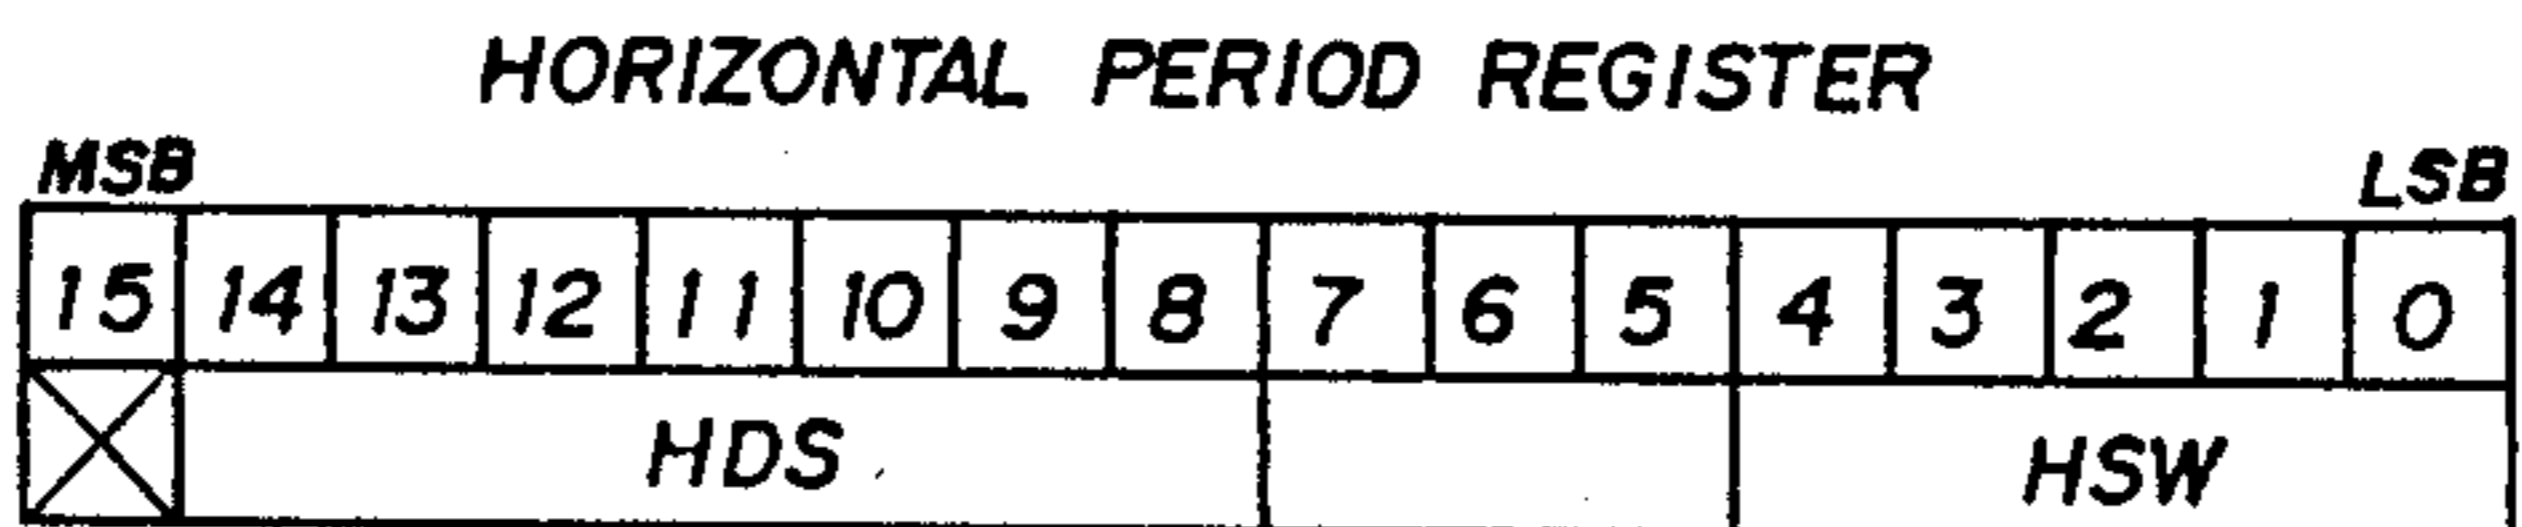 HORIZONTAL PERIOD REGISTER
MSB LSB
15 14 13 12 11 10 9 8 7 6 5 4 3 2 1 0
HDS HSW